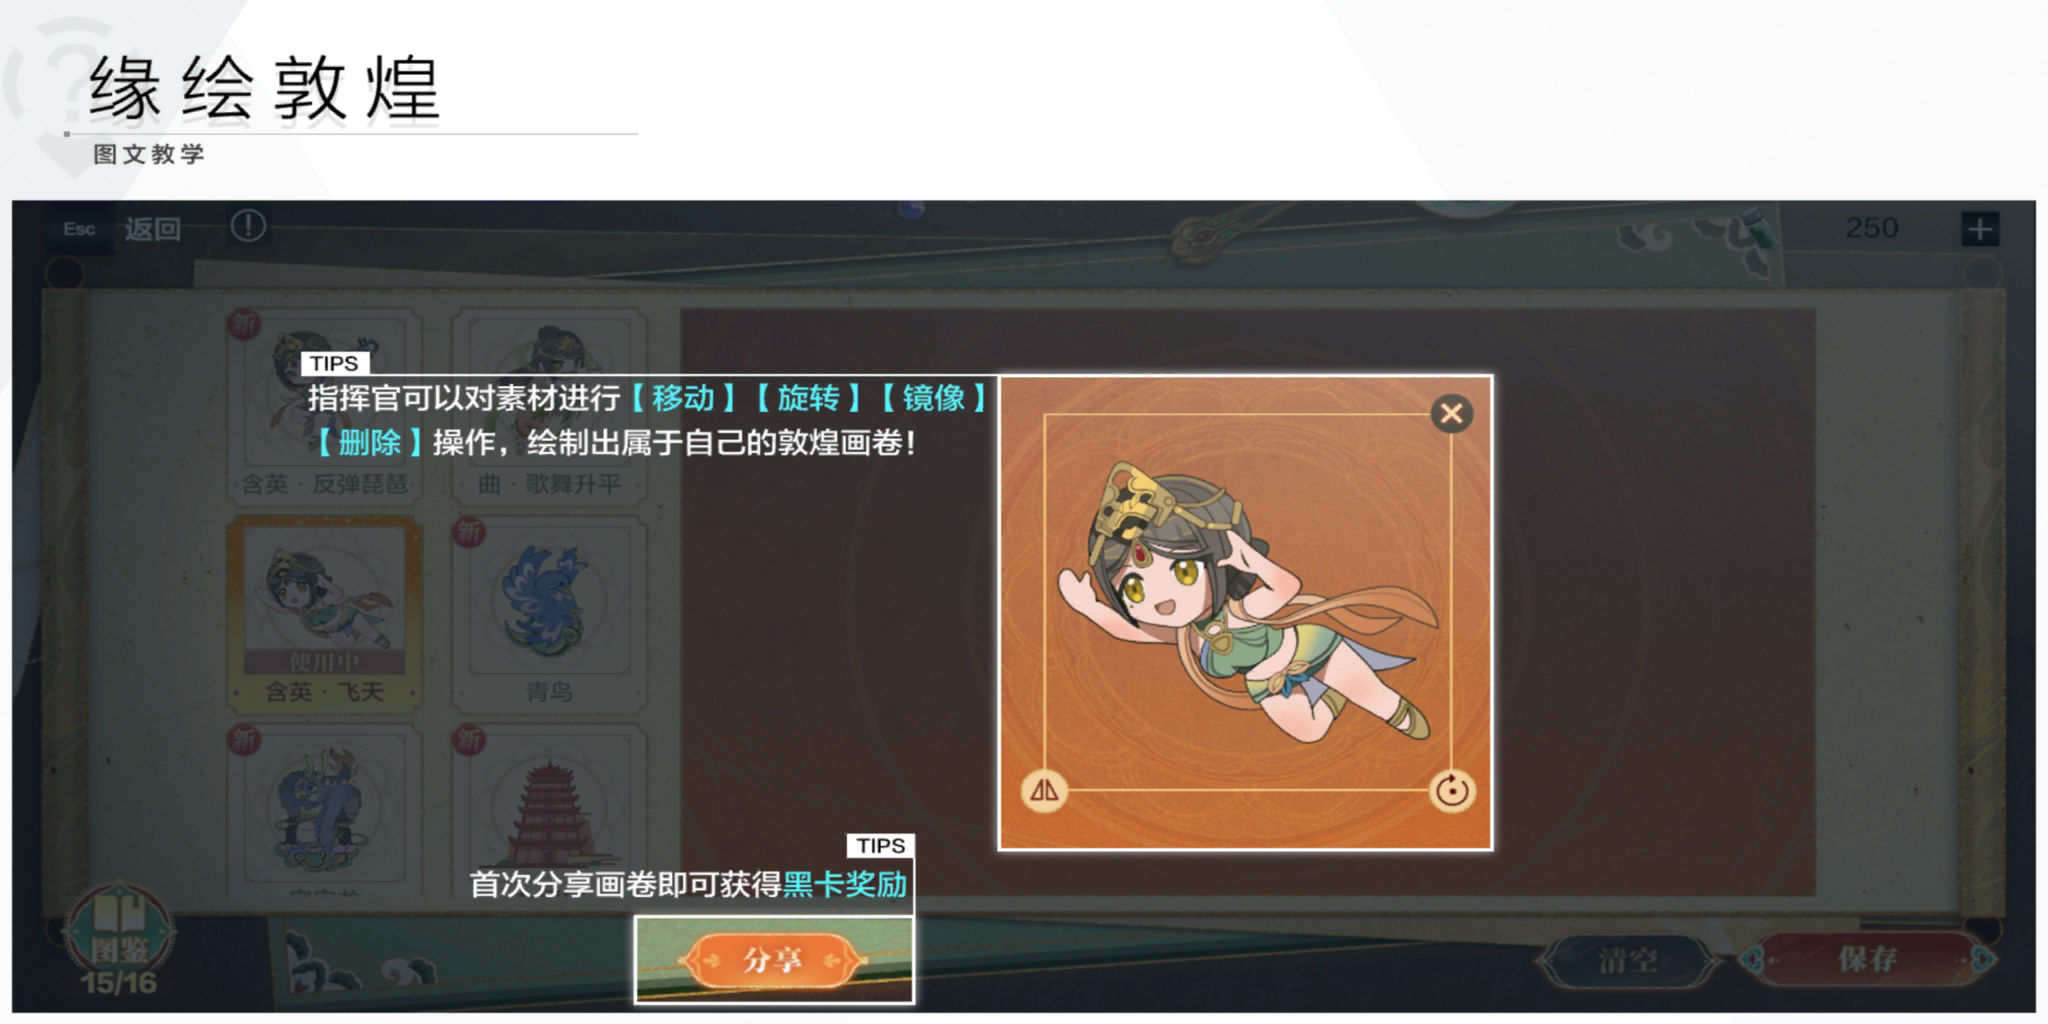 缘绘敦煌
图文教学
Esc 返回
250
新
TIPS
指挥官可以对素材进行【移动】【旋转】【镜像】
【删除】操作，绘制出属于自己的敦煌画卷！
含英·反弹琵琶
曲·歌舞升平
新
使用中
含英·飞天
青鸟
新
新
TIPS
首次分享画卷即可获得黑卡奖励
图鉴
15/16
分享
清空
保存